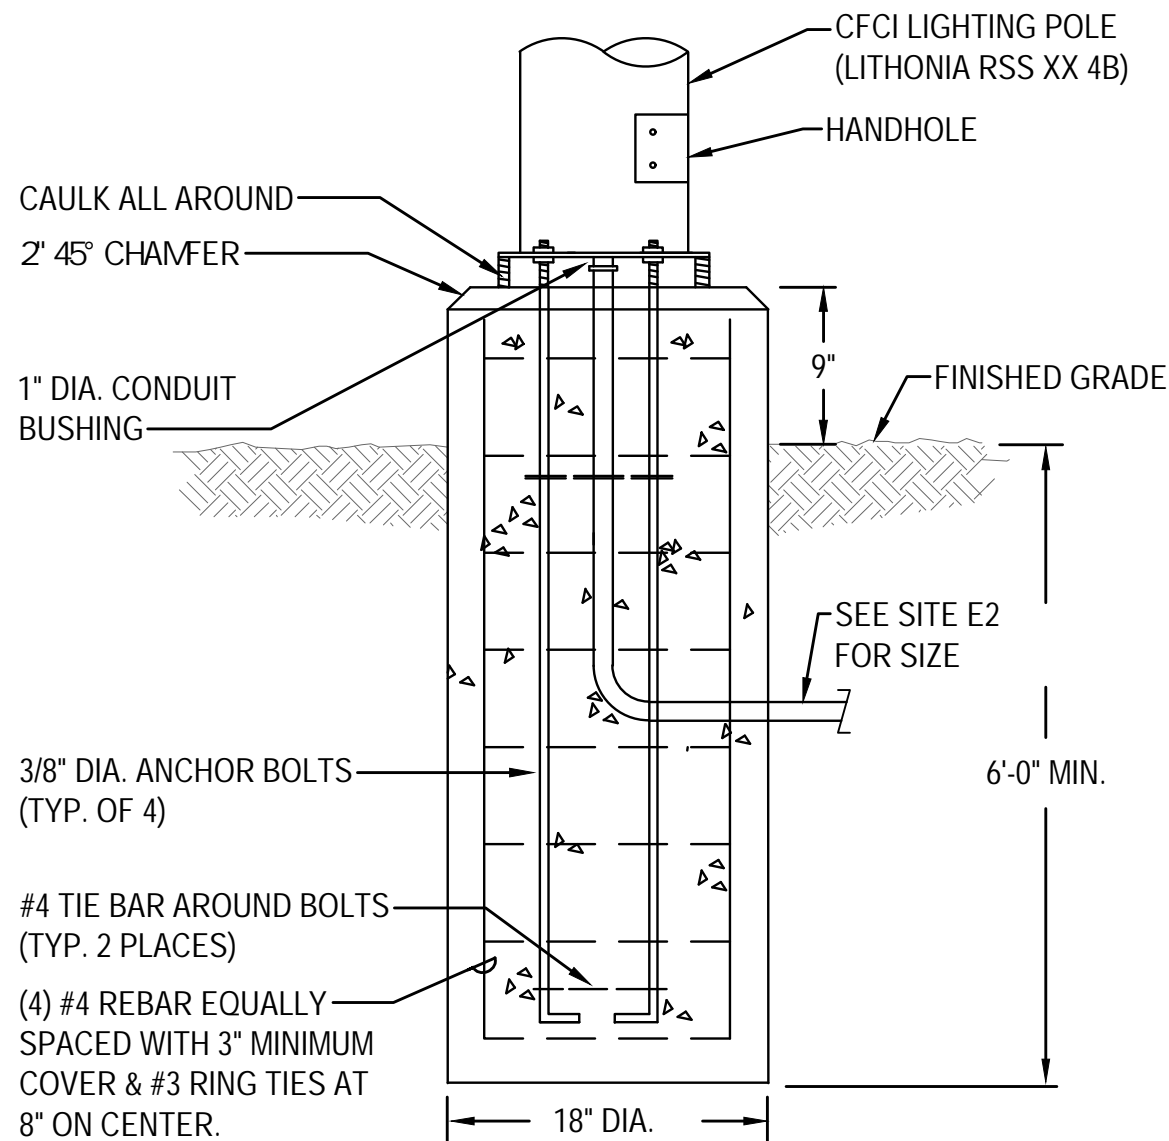 CFCI LIGHTING POLE
(LITHONIA RSS XX 4B)
HANDHOLE
CAULK ALL AROUND
2" 45° CHAMFER
1" DIA. CONDUIT
BUSHING
9"
FINISHED GRADE
SEE SITE E2
FOR SIZE
3/8" DIA. ANCHOR BOLTS
(TYP. OF 4)
6'-0" MIN.
#4 TIE BAR AROUND BOLTS
(TYP. 2 PLACES)
(4) #4 REBAR EQUALLY
SPACED WITH 3" MINIMUM
COVER & #3 RING TIES AT
8" ON CENTER.
18" DIA.